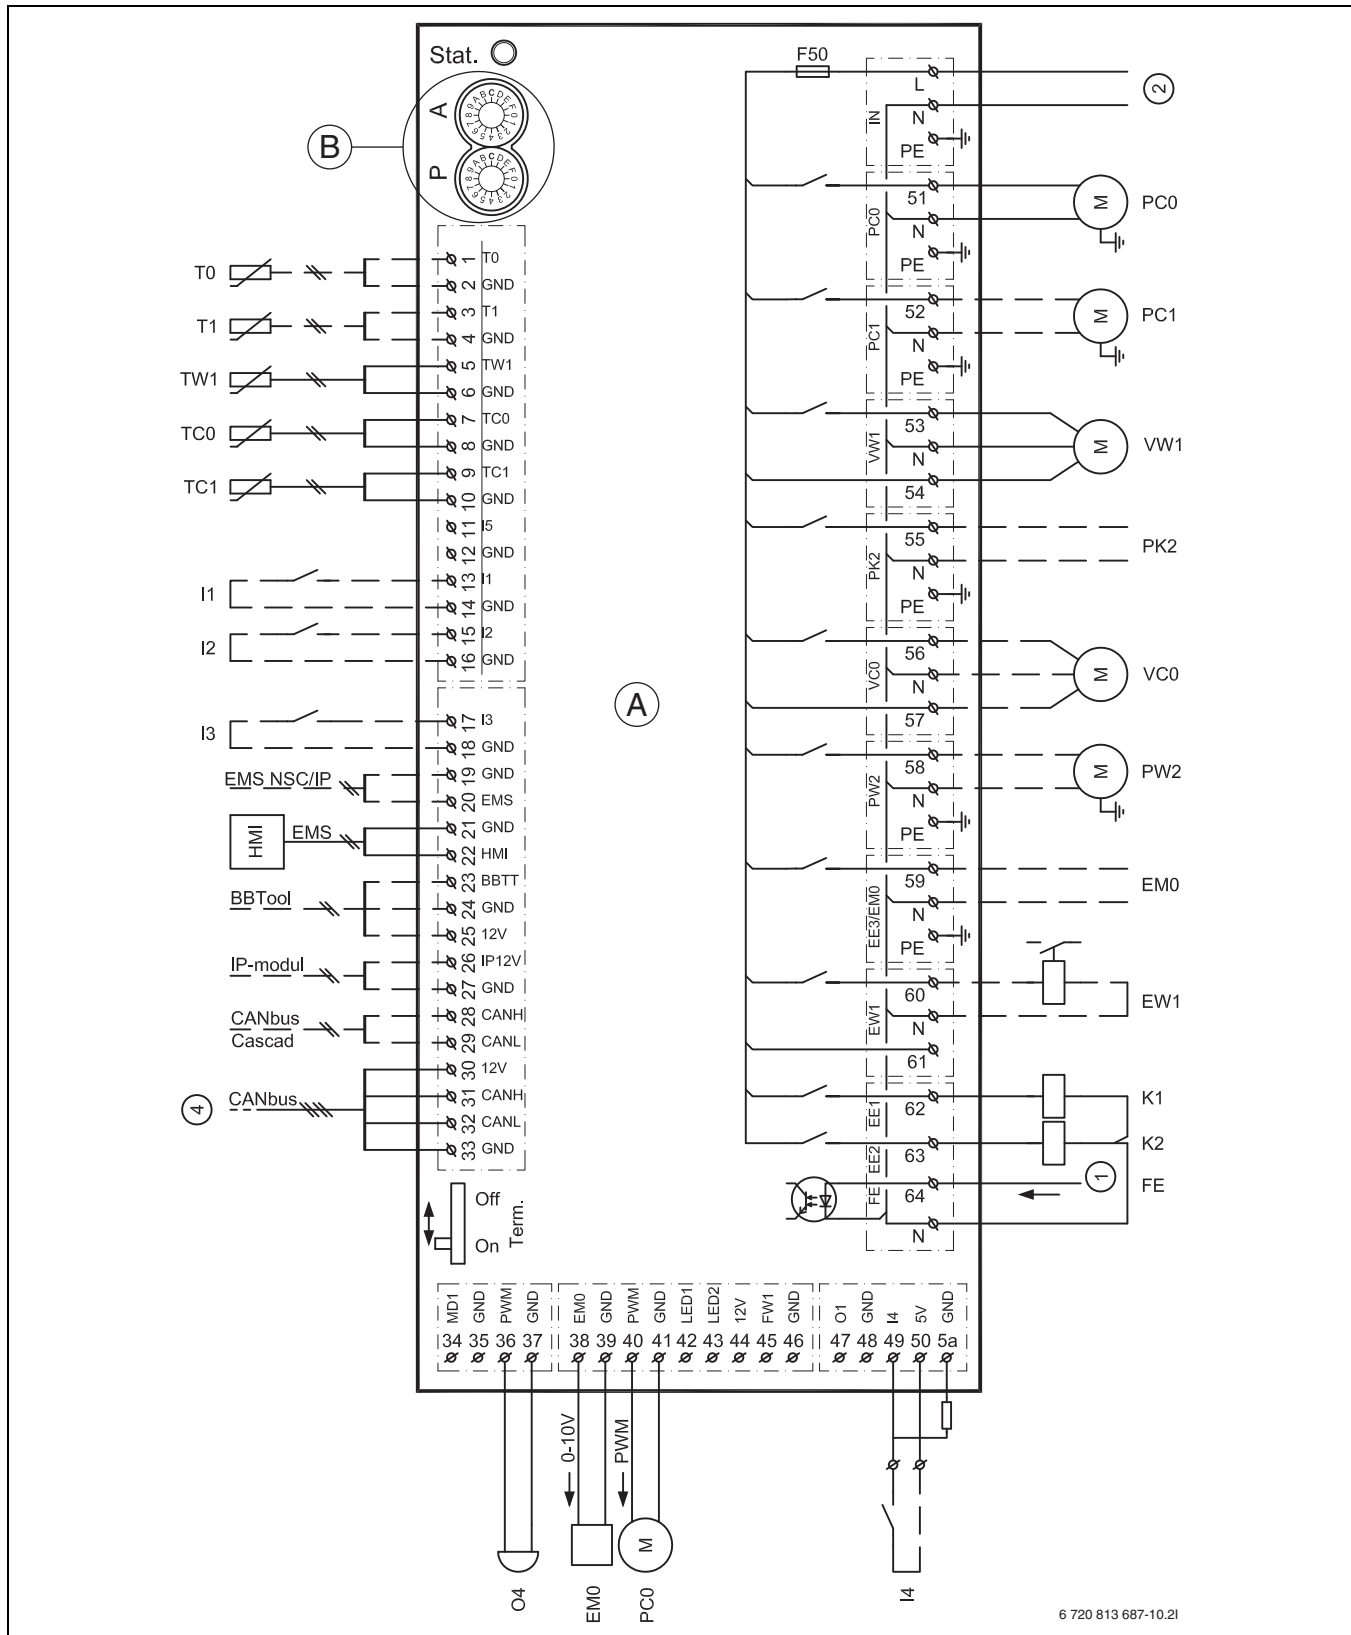 Stat.
A
P
B
A
F50
IN
L
N
PE
2
PC0
51
N
PE
M
PC0
PC1
52
N
PE
M
PC1
VW1
53
N
54
M
VW1
PK2
55
N
PE
PK2
VC0
56
N
57
M
VC0
PW2
58
N
PE
M
PW2
EE3/EM0
59
N
PE
EM0
EW1
60
N
61
EW1
EE1
62
K1
EE2
63
K2
FE
64
N
1
FE
T0
1 T0
2 GND
T1
3 T1
4 GND
TW1
5 TW1
6 GND
TC0
7 TC0
8 GND
TC1
9 TC1
10 GND
11 I5
12 GND
I1
13 I1
14 GND
I2
15 I2
16 GND
I3
17 I3
18 GND
EMS NSC/IP
19 GND
20 EMS
HMI
EMS
21 GND
22 HMI
BBTool
23 BBTT
24 GND
25 12V
IP-modul
26 IP12V
27 GND
CANbus
Cascad
28 CANH
29 CANL
4
CANbus
30 12V
31 CANH
32 CANL
33 GND
Off
On
Term.
MD1 GND PWM GND
34 35 36 37
EM0 GND PWM GND LED1 LED2 12V FW1 GND
38 39 40 41 42 43 44 45 46
O1 GND I4 5V GND
47 48 49 50 5a
0-10V
PWM
M
O4
EM0
PC0
I4
6 720 813 687-10.2I